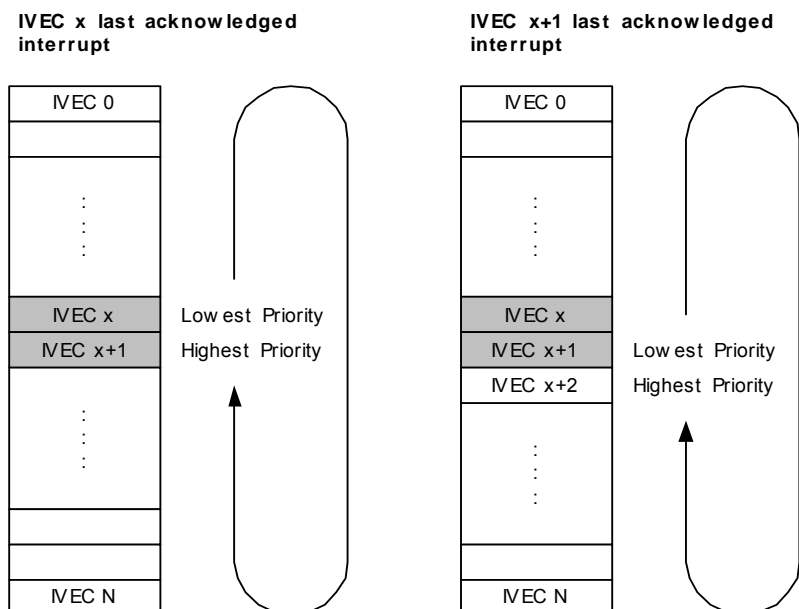 IVEC x last acknowledged
interrupt
IVEC 0
IVEC x
Lowest Priority
IVEC x+1
Highest Priority
IVEC N
IVEC x+1 last acknowledged
interrupt
IVEC 0
IVEC x
IVEC x+1
Lowest Priority
IVEC x+2
Highest Priority
IVEC N